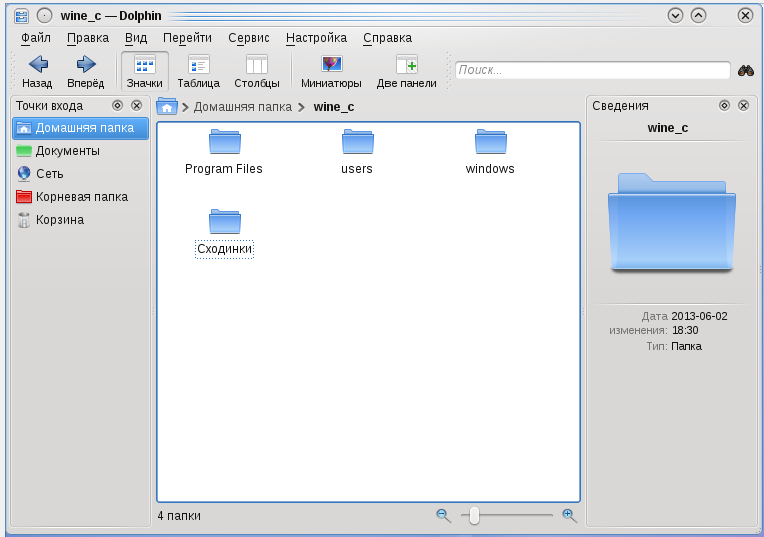 wine_c — Dolphin
Файл Правка Вид Перейти Сервис Настройка Справка
Назад Вперёд Значки Таблица Столбцы Миниатюры Две панели Поиск...
Точки входа
Домашняя папка
Документы
Сеть
Корневая папка
Корзина
Домашняя папка > wine_c
Program Files users windows
Сходинки
4 папки
Сведения
wine_c
Дата 2013-06-02
изменения: 18:30
Тип: Папка